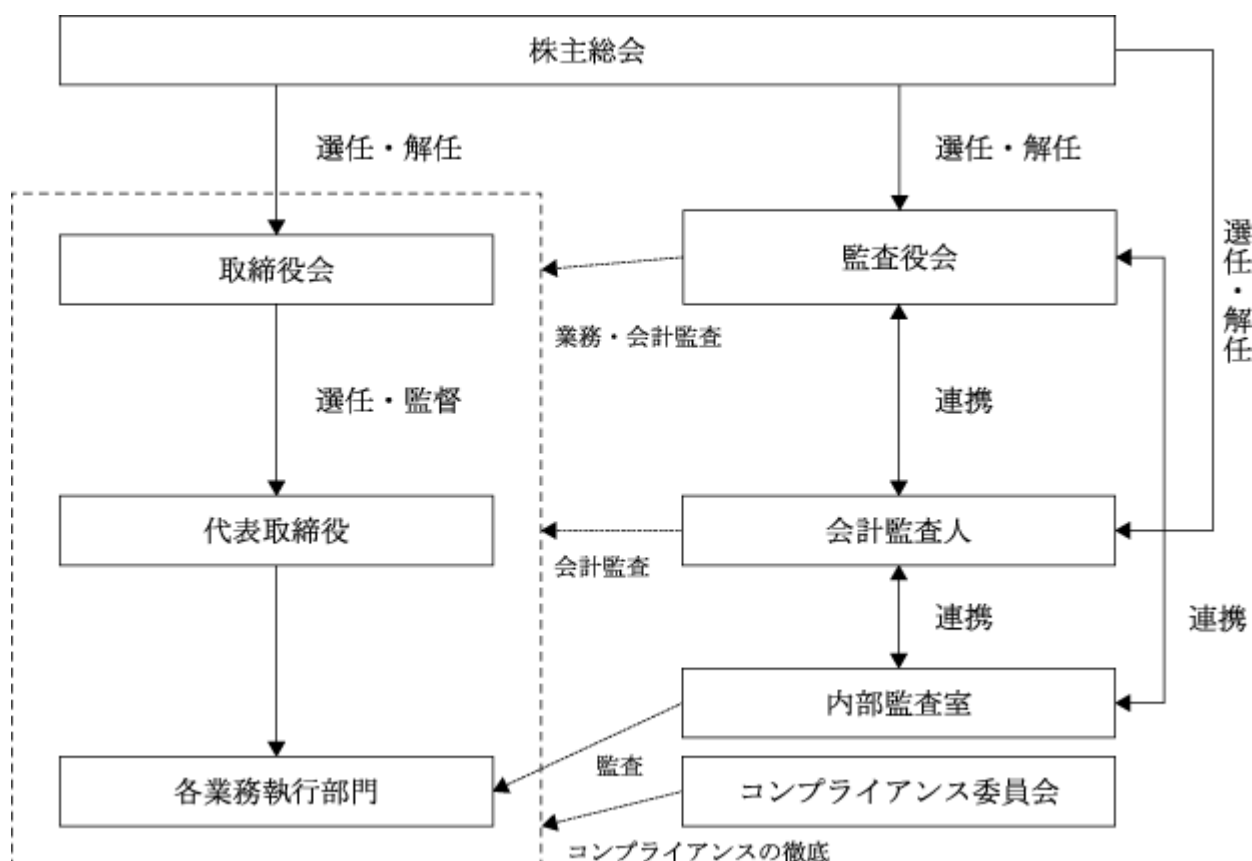 株主総会
選任・解任
選任・解任
選任・解任
取締役会
監査役会
業務・会計監査
選任・監督
連携
代表取締役
会計監査人
会計監査
連携
連携
内部監査室
監査
各業務執行部門
コンプライアンス委員会
コンプライアンスの徹底